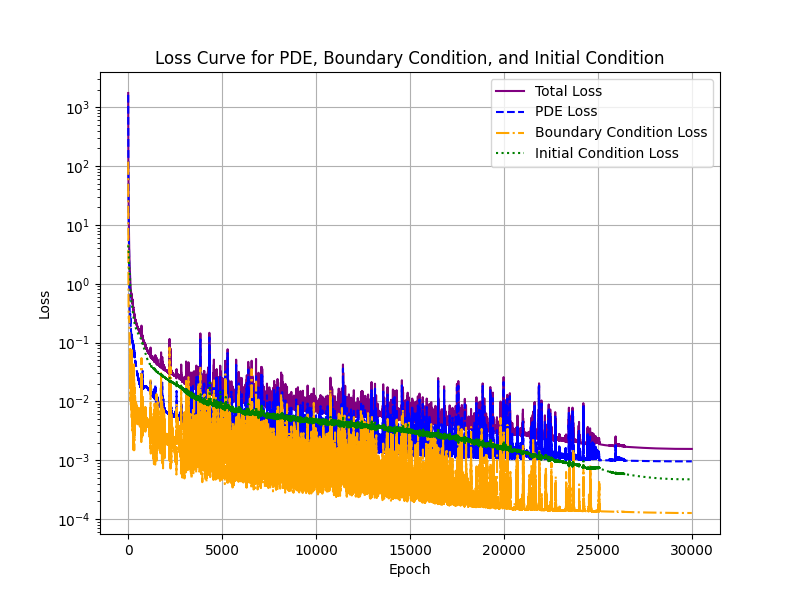 Loss Curve for PDE, Boundary Condition, and Initial Condition
Total Loss
PDE Loss
Boundary Condition Loss
Initial Condition Loss
10³
10²
10¹
10⁰
10⁻¹
10⁻²
10⁻³
10⁻⁴
Loss
0 5000 10000 15000 20000 25000 30000
Epoch